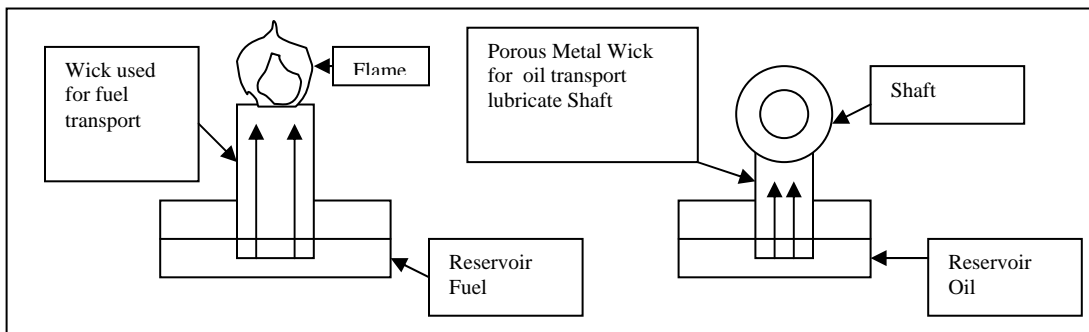 Wick used
for fuel
transport
Flame
Porous Metal Wick
for oil transport
lubricate Shaft
Shaft
Reservoir
Fuel
Reservoir
Oil